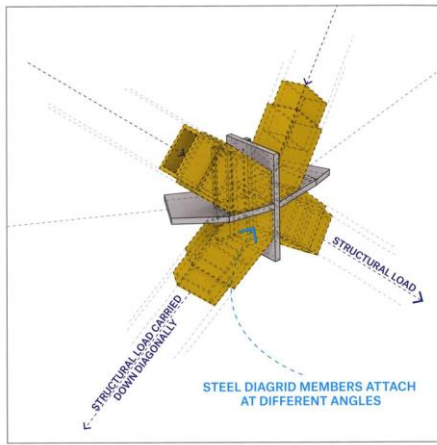 STRUCTURAL LOAD
STRUCTURAL LOAD CARRIED
DOWN DIAGONALLY
STEEL DIAGRID MEMBERS ATTACH
AT DIFFERENT ANGLES